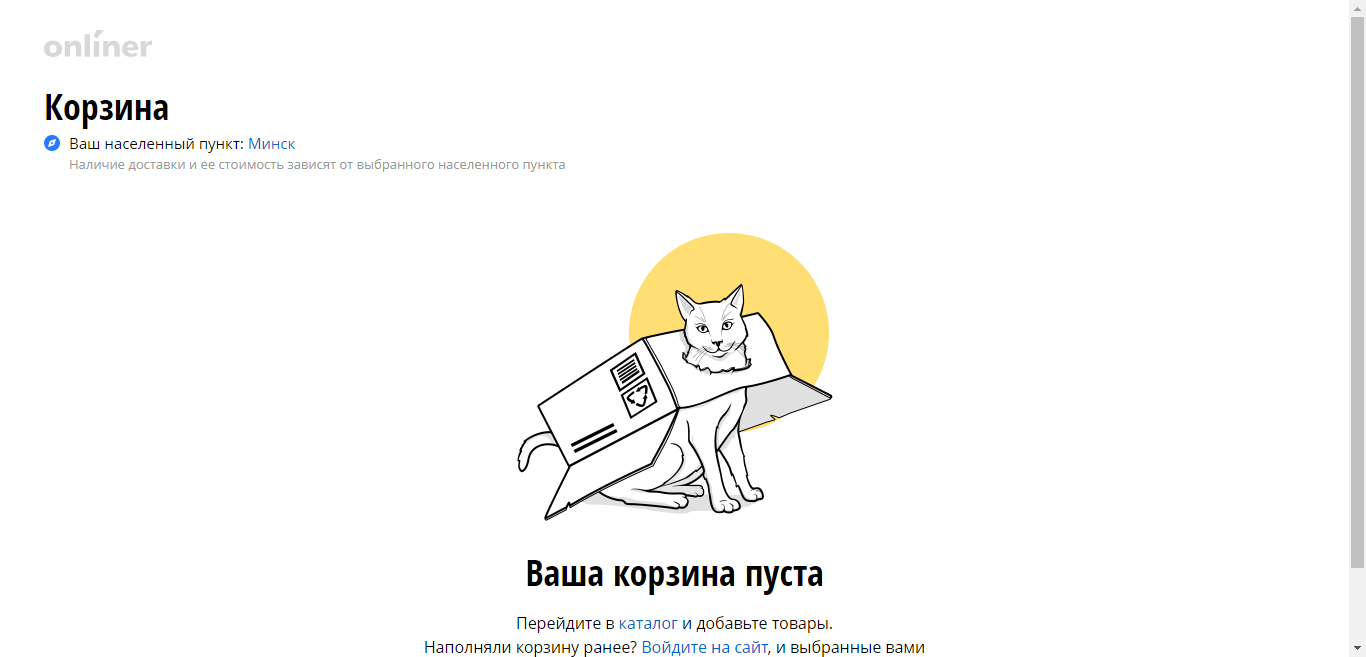 onlíner
Корзина
Ваш населенный пункт: Минск
Наличие доставки и ее стоимость зависят от выбранного населенного пункта
Ваша корзина пуста
Перейдите в каталог и добавьте товары.
Наполняли корзину ранее? Войдите на сайт, и выбранные вами